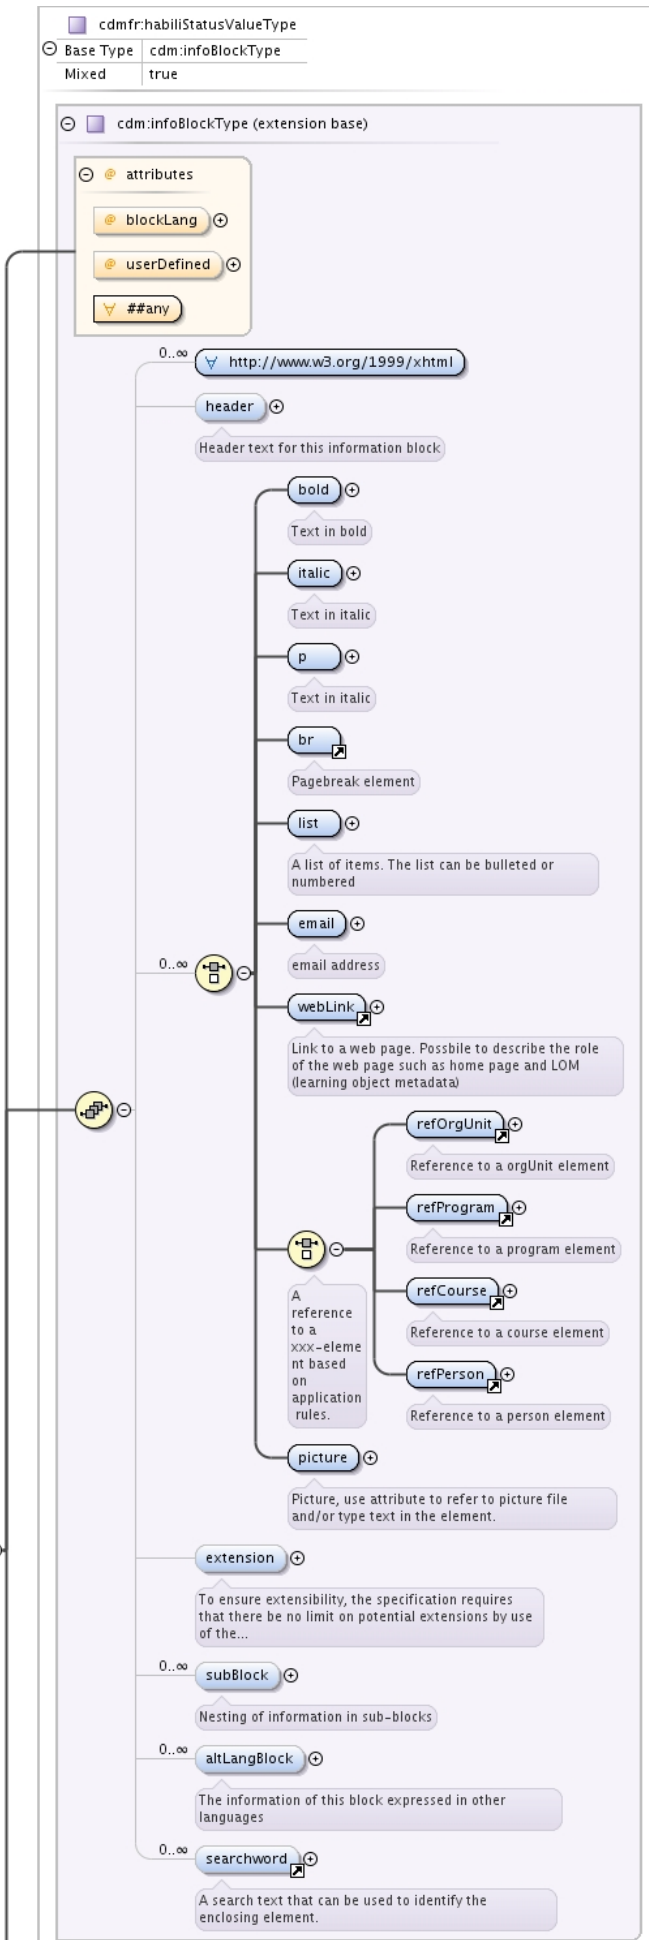 cdmfr:habiliStatusValueType
Base Type cdm:infoBlockType
Mixed true
cdm:infoBlockType (extension base)
@ attributes
@ blockLang
@ userDefined
∀ ##any
0..∞
∀ http://www.w3.org/1999/xhtml
header
Header text for this information block
bold
Text in bold
italic
Text in italic
p
Text in italic
br
Pagebreak element
list
A list of items. The list can be bulleted or
numbered
email
email address
0..∞
webLink
Link to a web page. Possbile to describe the role
of the web page such as home page and LOM
(learning object metadata)
refOrgUnit
Reference to a orgUnit element
refProgram
Reference to a program element
A
reference
to a
xxx-eleme
nt based
on
application
rules.
refCourse
Reference to a course element
refPerson
Reference to a person element
picture
Picture, use attribute to refer to picture file
and/or type text in the element.
extension
To ensure extensibility, the specification requires
that there be no limit on potential extensions by use
of the...
0..∞
subBlock
Nesting of information in sub-blocks
0..∞
altLangBlock
The information of this block expressed in other
languages
0..∞
searchword
A search text that can be used to identify the
enclosing element.